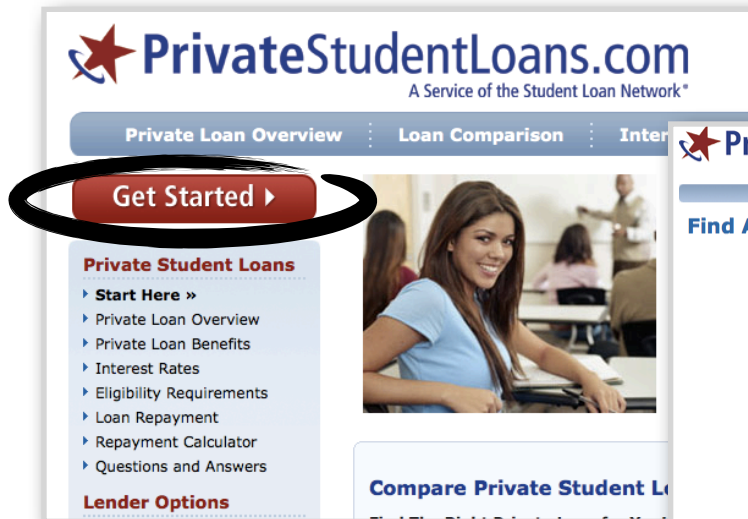 PrivateStudentLoans.com
A Service of the Student Loan Network®
Private Loan Overview
Loan Comparison
Get Started
Find
Private Student Loans
Start Here »
Private Loan Overview
Private Loan Benefits
Interest Rates
Eligibility Requirements
Loan Repayment
Repayment Calculator
Questions and Answers
Lender Options
Compare Private Student